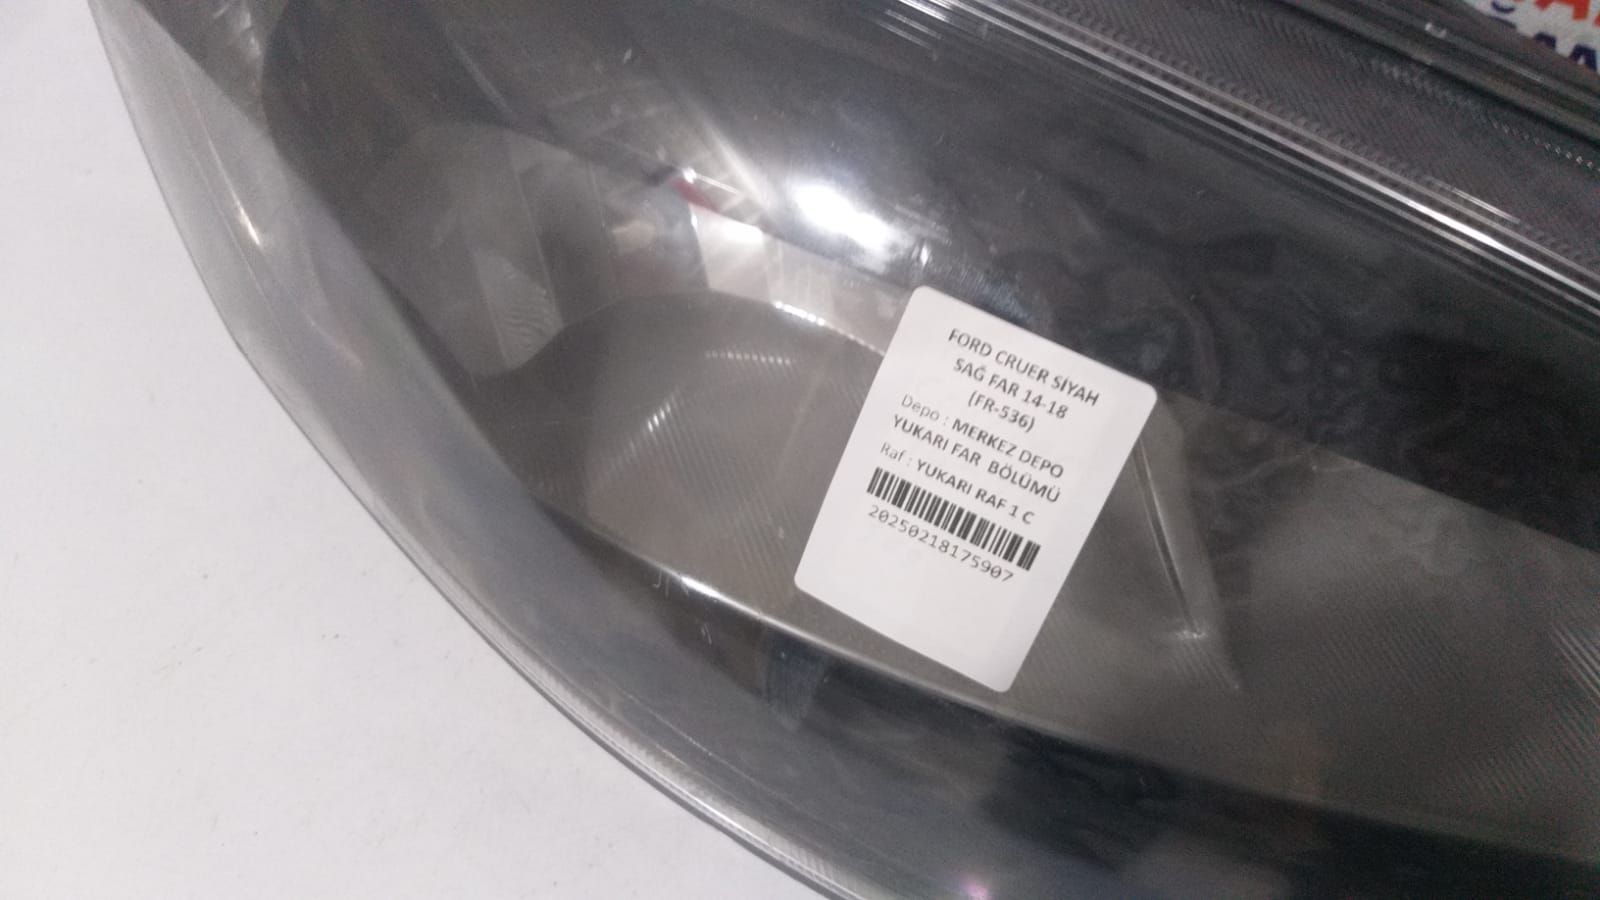 FORD CRUER SİYAH
SAĞ FAR 14-18
(FR-536)
Depo : MERKEZ DEPO
YUKARI FAR BÖLÜMÜ
Raf : YUKARI RAF 1 C
20250218175907